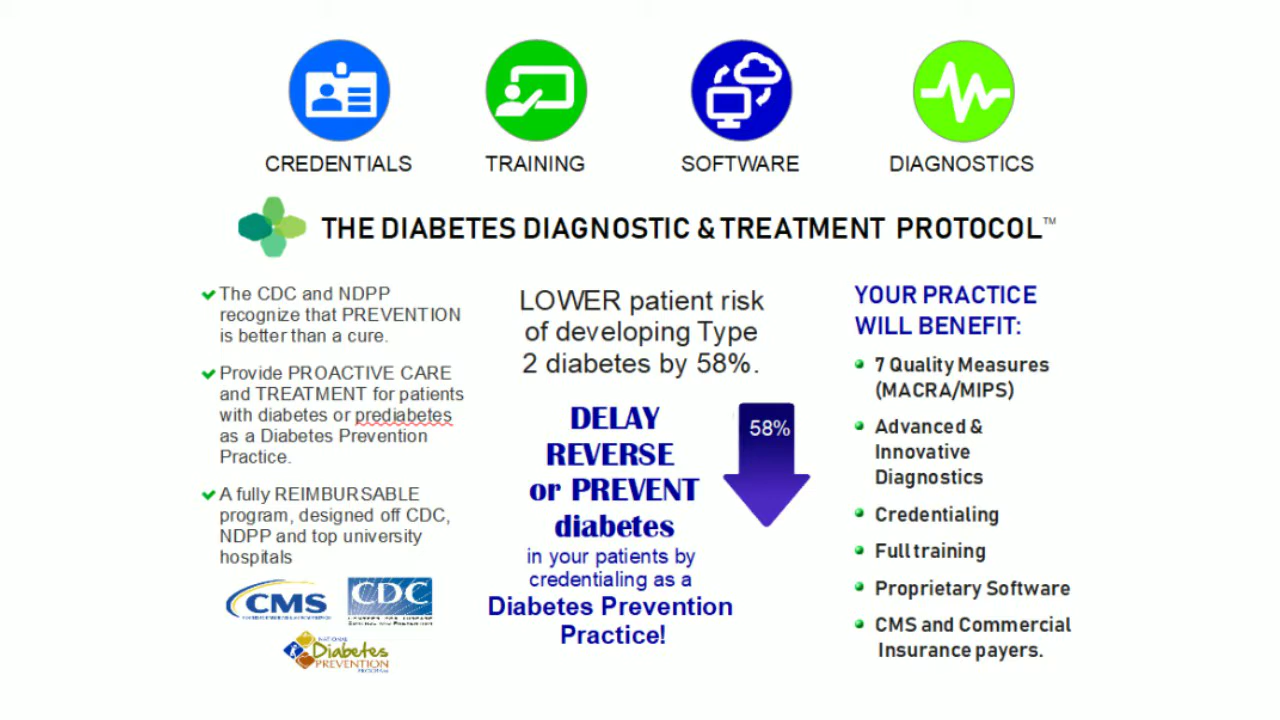 CREDENTIALS
TRAINING
SOFTWARE
DIAGNOSTICS
THE DIABETES DIAGNOSTIC & TREATMENT PROTOCOL™
The CDC and NDPP
recognize that PREVENTION
is better than a cure.
Provide PROACTIVE CARE
and TREATMENT for patients
with diabetes or prediabetes
as a Diabetes Prevention
Practice.
A fully REIMBURSABLE
program, designed off CDC,
NDPP and top university
hospitals
CMS
CDC
NATIONAL
Diabetes
PREVENTION
PROGRAM
LOWER patient risk
of developing Type
2 diabetes by 58%.
DELAY
REVERSE
or PREVENT
diabetes
in your patients by
credentialing as a
Diabetes Prevention
Practice!
58%
YOUR PRACTICE
WILL BENEFIT:
7 Quality Measures
(MACRA/MIPS)
Advanced &
Innovative
Diagnostics
Credentialing
Full training
Proprietary Software
CMS and Commercial
Insurance payers.